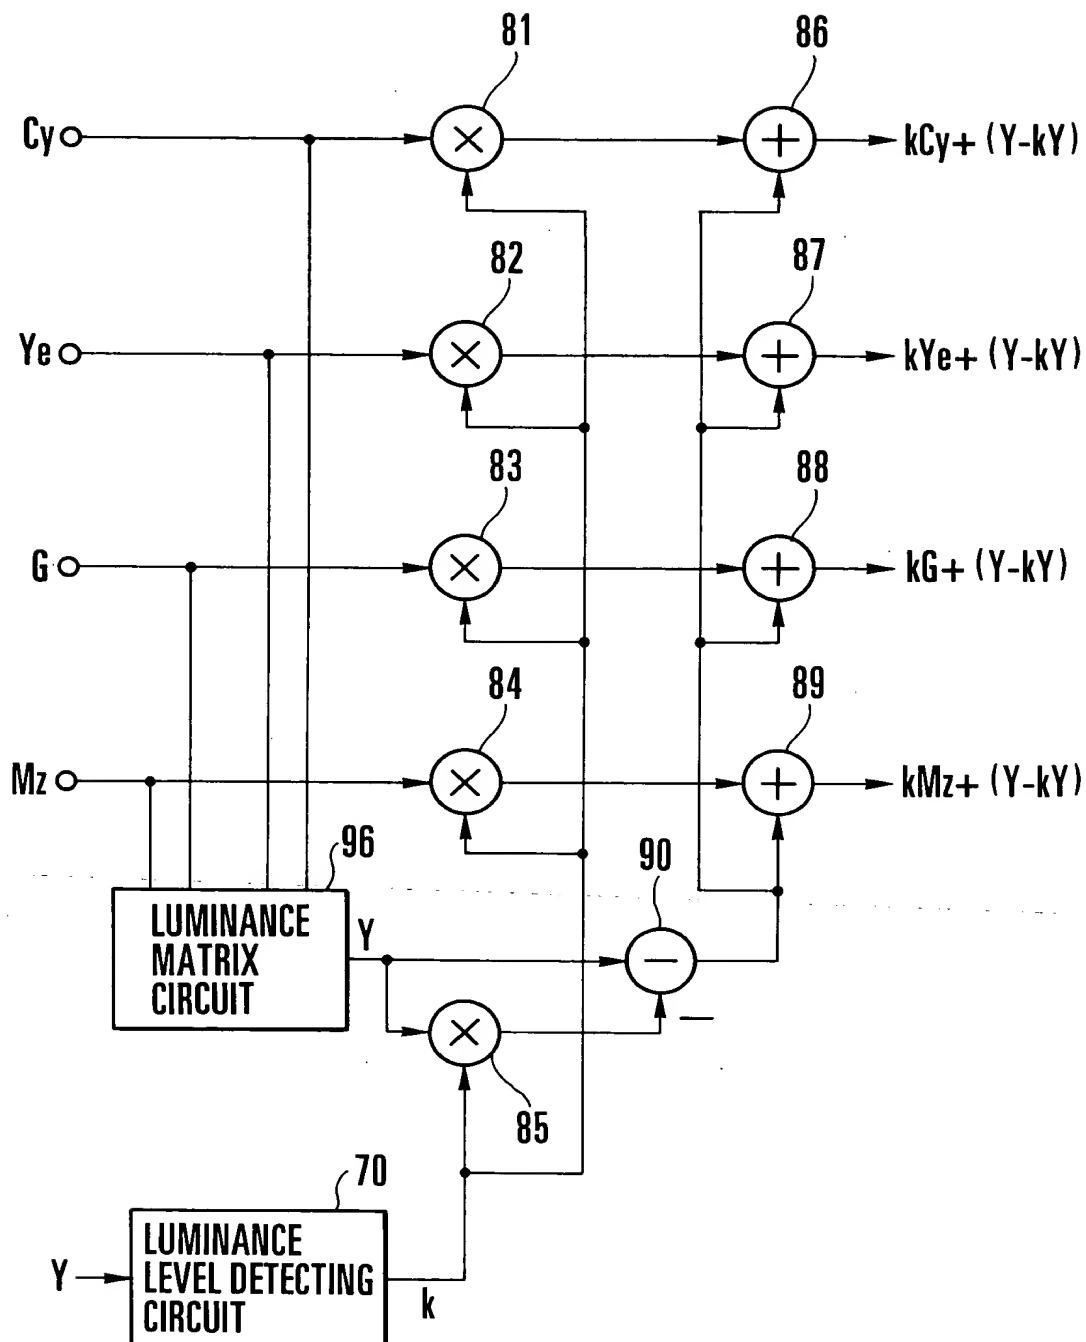 81
86
Cy
×
+
kCy+ (Y-kY)
82
87
Ye
×
+
kYe+ (Y-kY)
83
88
G
×
+
kG+ (Y-kY)
84
89
Mz
×
+
kMz+ (Y-kY)
96
90
LUMINANCE
MATRIX
CIRCUIT
Y
−
×
−
85
70
Y
LUMINANCE
LEVEL DETECTING
CIRCUIT
k